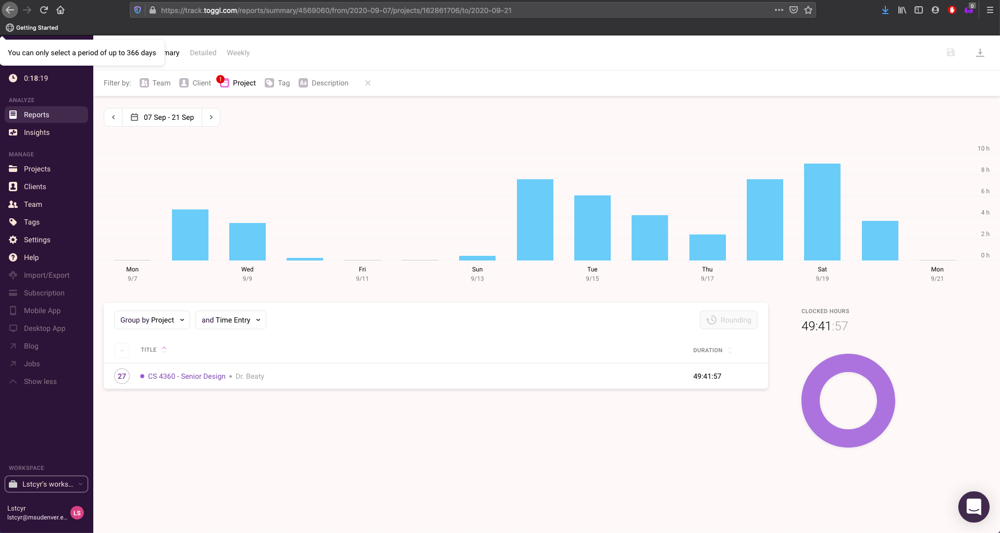 https://track.toggl.com/reports/summary/4569060/from/2020-09-07/projects/162861706/to/2020-09-21
0
Getting Started
You can only select a period of up to 366 days
mary
Detailed
Weekly
0:18:19
ANALYZE
Reports
Insights
MANAGE
Projects
Clients
Team
Tags
Settings
Help
Import/Export
Subscription
Mobile App
Desktop App
Blog
Jobs
Show less
WORKSPACE
Lstcyr's works...
Lstcyr
lstcyr@msudenver.e...
LS
Filter by:
Team
Client
1
Project
Tag
Aa
Description
07 Sep - 21 Sep
10 h
8 h
6 h
4 h
2 h
0 h
Mon
9/7
Wed
9/9
Fri
9/11
Sun
9/13
Tue
9/15
Thu
9/17
Sat
9/19
Mon
9/21
Group by Project
and Time Entry
Rounding
TITLE
DURATION
27
CS 4360 - Senior Design • Dr. Beaty
49:41:57
CLOCKED HOURS
49:41:57